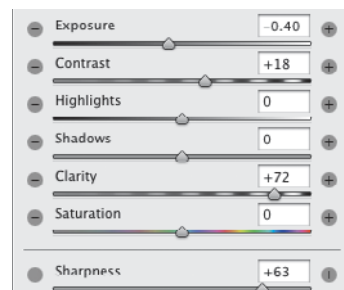 Exposure -0.40
Contrast +18
Highlights 0
Shadows 0
Clarity +72
Saturation 0
Sharpness +63